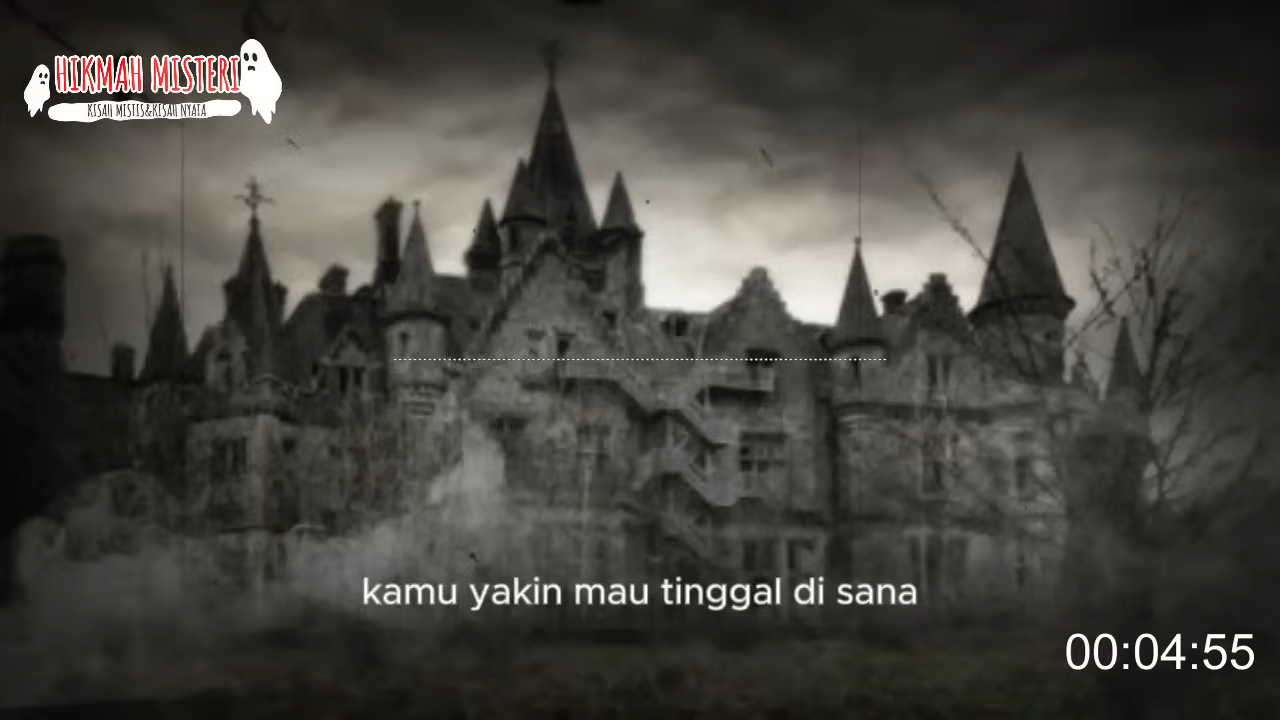 HIKMAH MISTERI
KISAH MISTIS&KISAH NYATA
kamu yakin mau tinggal di sana
00:04:55